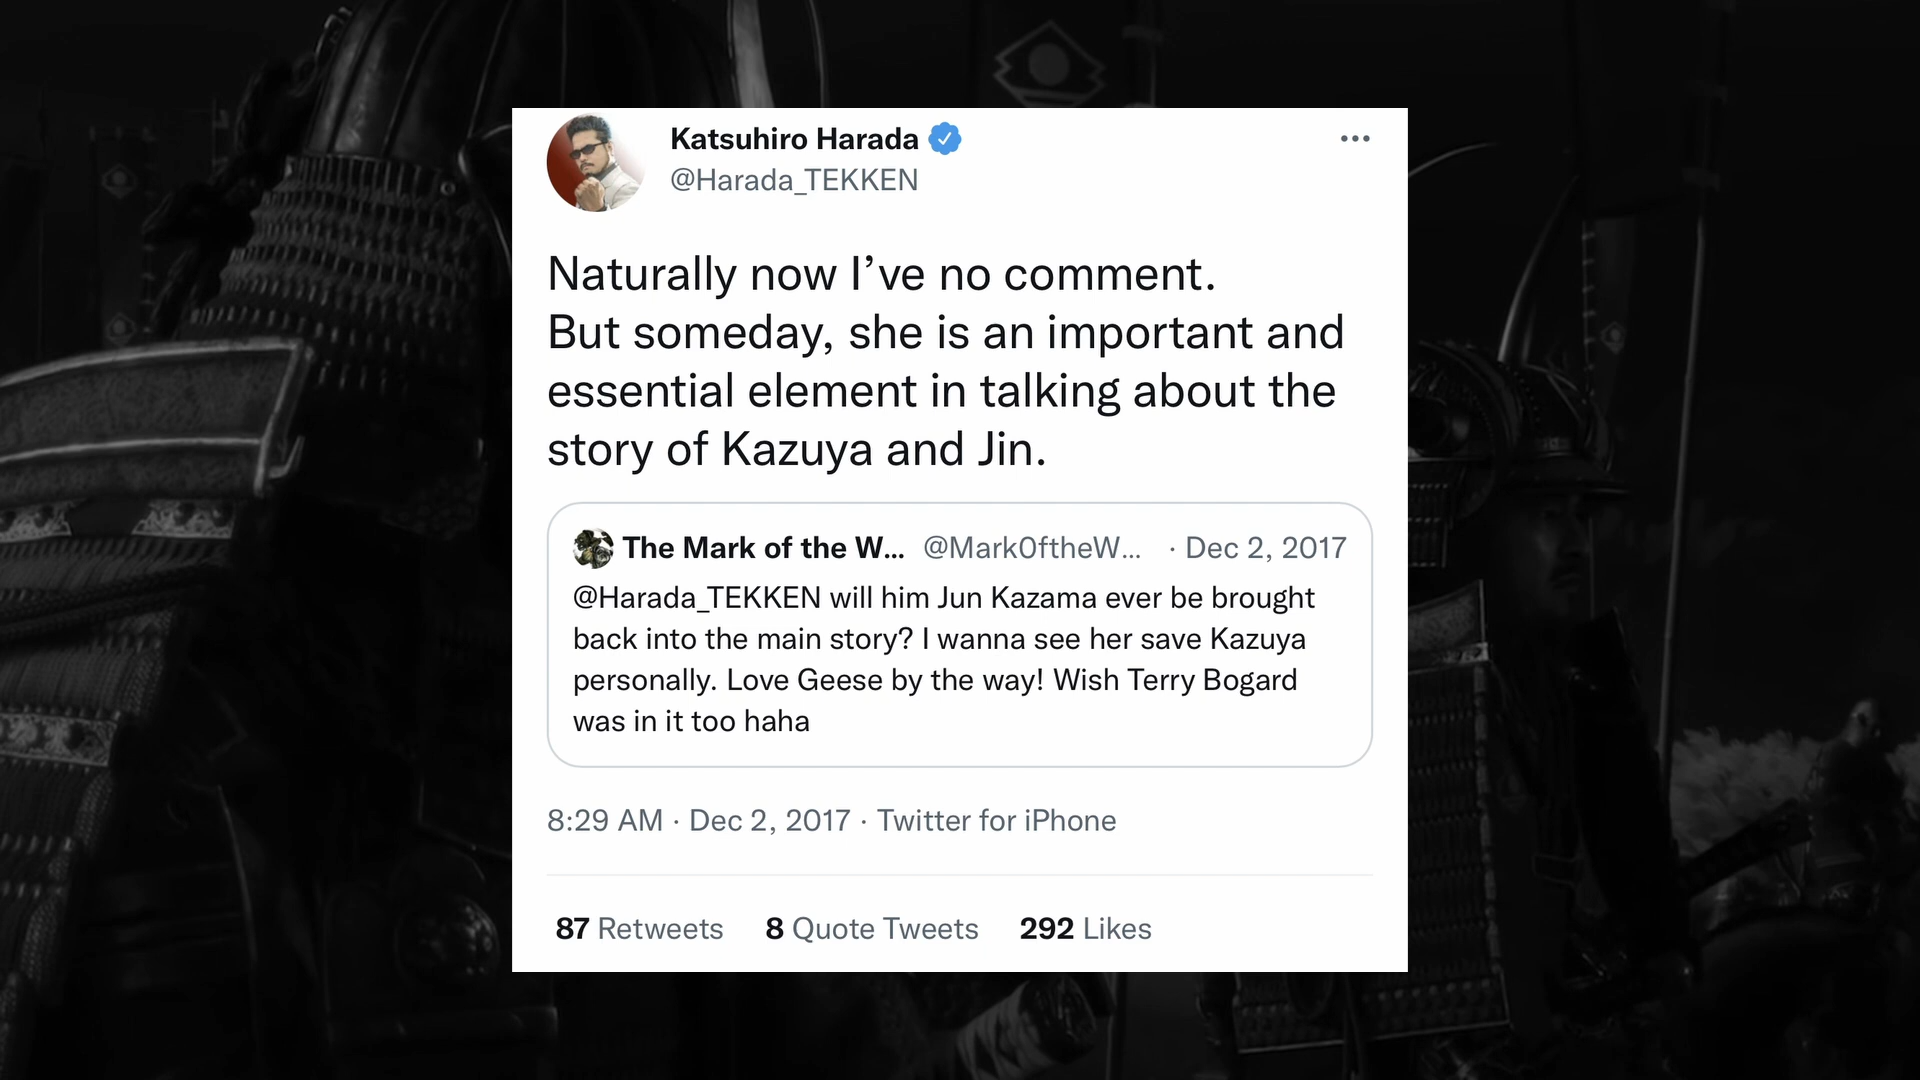 Katsuhiro Harada
@Harada_TEKKEN
Naturally now I’ve no comment.
But someday, she is an important and
essential element in talking about the
story of Kazuya and Jin.
The Mark of the W... @MarkOftheW... · Dec 2, 2017
@Harada_TEKKEN will him Jun Kazama ever be brought
back into the main story? I wanna see her save Kazuya
personally. Love Geese by the way! Wish Terry Bogard
was in it too haha
8:29 AM · Dec 2, 2017 · Twitter for iPhone
87 Retweets 8 Quote Tweets 292 Likes